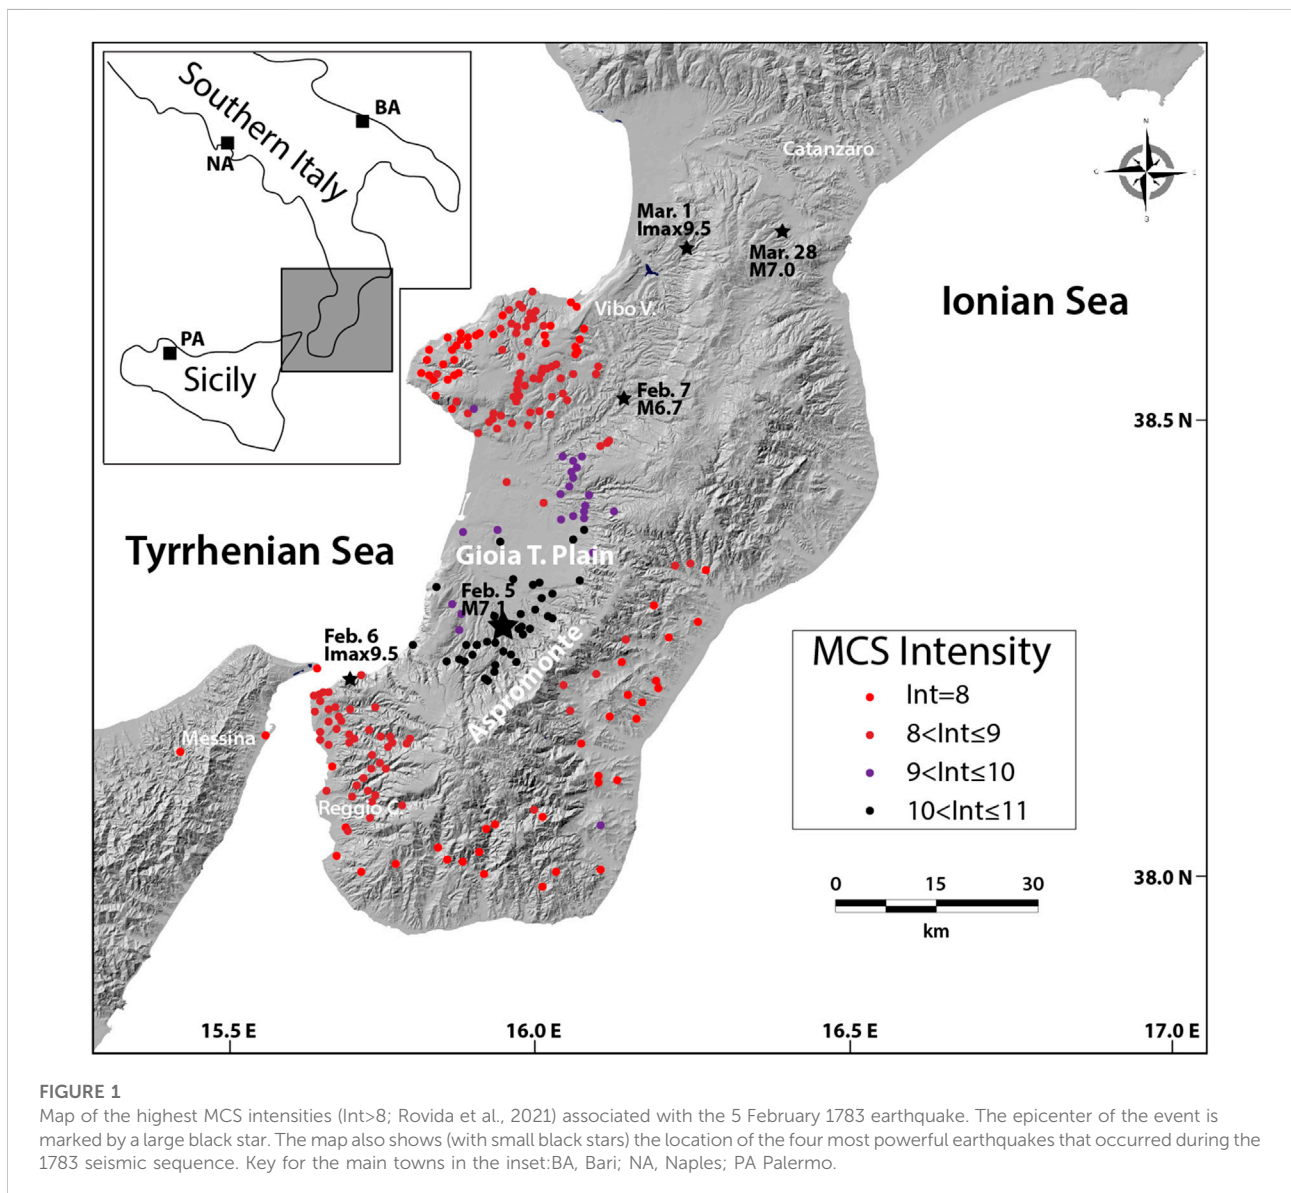 Southern Italy
BA
NA
PA
Sicily
N
E
Catanzaro
Mar. 1
Imax9.5
Mar. 28
M7.0
Ionian Sea
Vibo V.
Feb. 7
M6.7
38.5 N
Tyrrhenian Sea
Gioia T. Plain
Feb. 5
M7.1
Feb. 6
Imax9.5
Aspromonte
MCS Intensity
Int=8
8<Int≤9
9<Int≤10
10<Int≤11
Messina
Reggio C.
38.0 N
0 15 30
km
15.5 E 16.0 E 16.5 E 17.0 E
FIGURE 1
Map of the highest MCS intensities (Int>8; Rovida et al., 2021) associated with the 5 February 1783 earthquake. The epicenter of the event is
marked by a large black star. The map also shows (with small black stars) the location of the four most powerful earthquakes that occurred during the
1783 seismic sequence. Key for the main towns in the inset:BA, Bari; NA, Naples; PA Palermo.